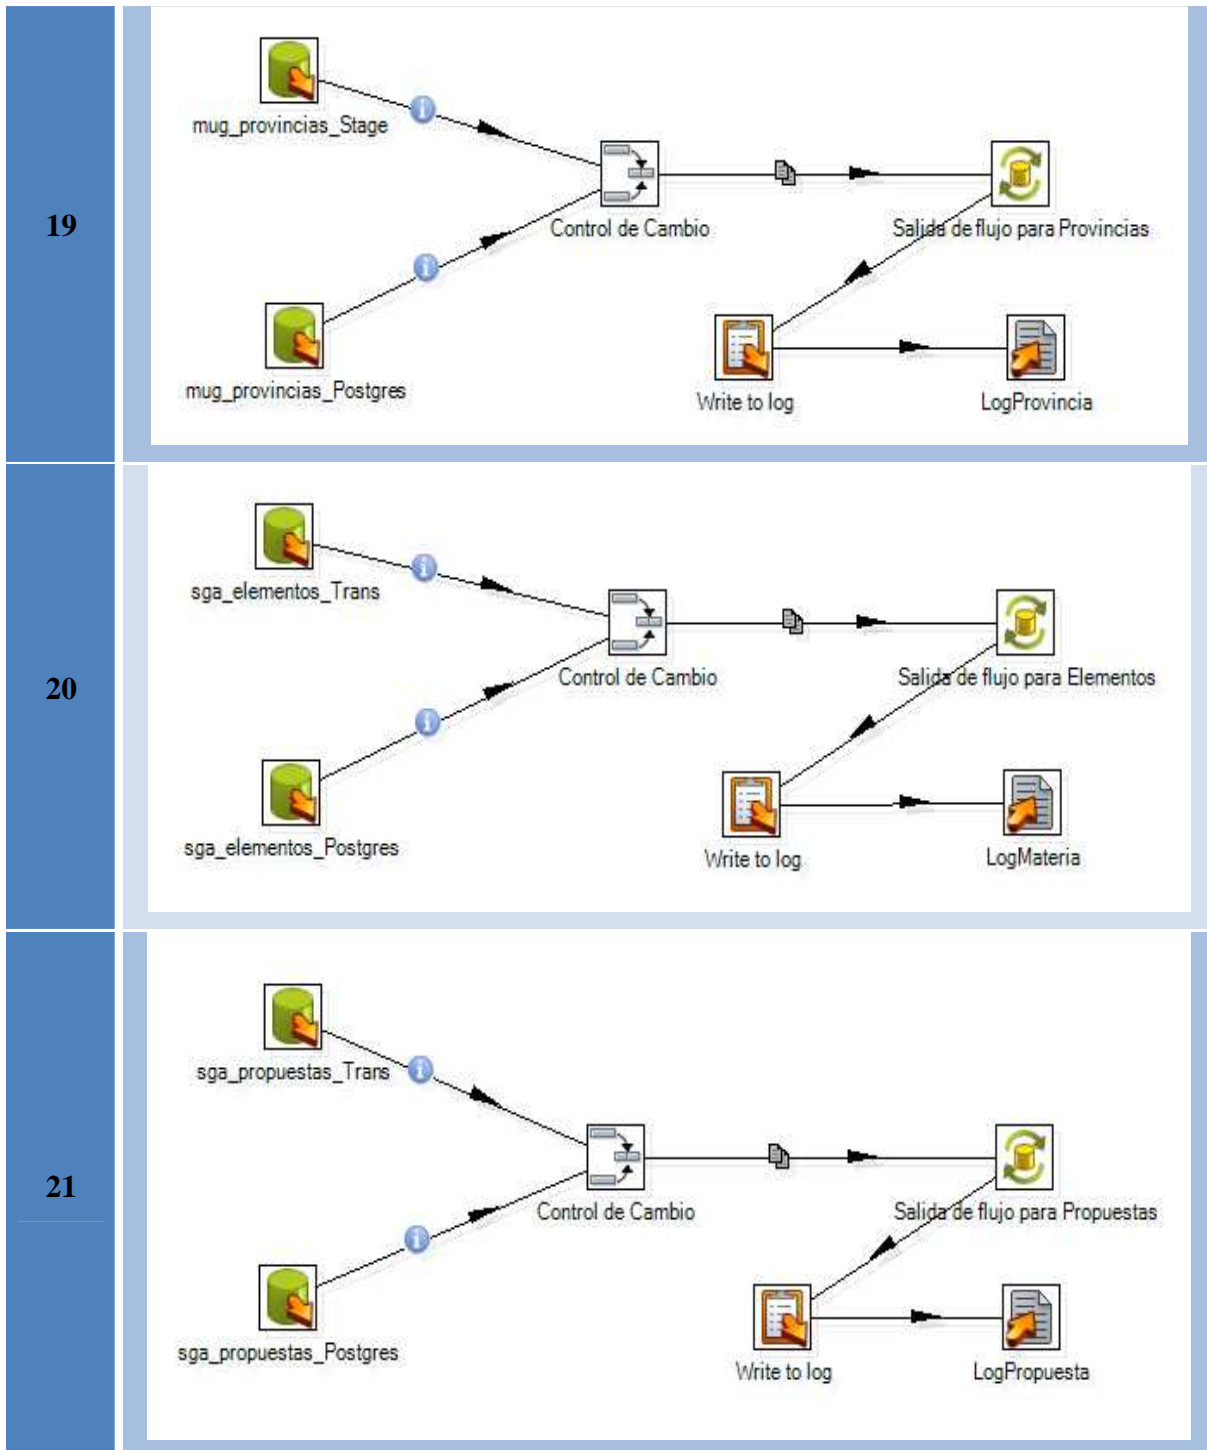 19
mug_provincias_Stage
Control de Cambio
Salida de flujo para Provincias
mug_provincias_Postgres
Write to log
LogProvincia
20
sga_elementos_Trans
Control de Cambio
Salida de flujo para Elementos
sga_elementos_Postgres
Write to log
LogMateria
21
sga_propuestas_Trans
Control de Cambio
Salida de flujo para Propuestas
sga_propuestas_Postgres
Write to log
LogPropuesta